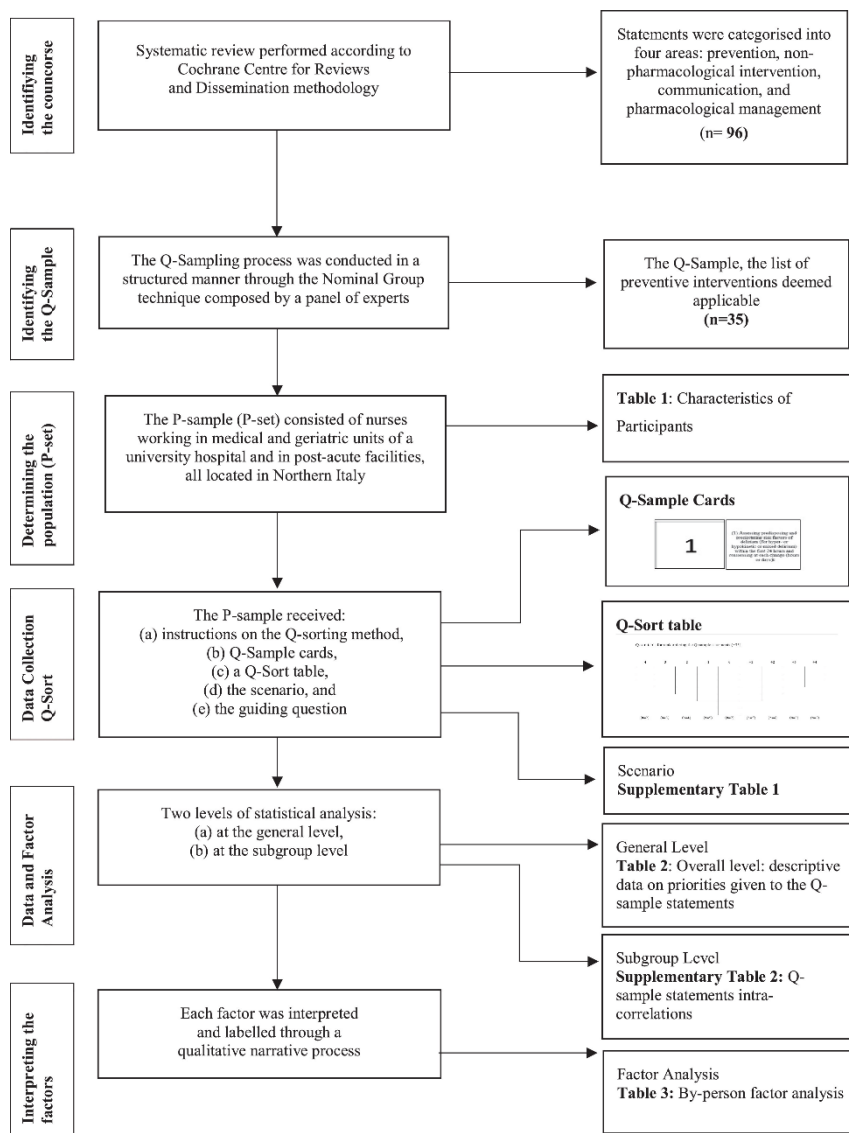 Identifiying
the councorse
Systematic review performed according to
Cochrane Centre for Reviews
and Dissemination methodology
Statements were categorised into
four areas: prevention, non-
pharmacological intervention,
communication, and
pharmacological management
(n= 96)
Identifying
the Q-Sample
The Q-Sampling process was conducted in a
structured manner through the Nominal Group
technique composed by a panel of experts
The Q-Sample, the list of
preventive interventions deemed
applicable
(n=35)
Determining the
population (P-set)
The P-sample (P-set) consisted of nurses
working in medical and geriatric units of a
university hospital and in post-acute facilities,
all located in Northern Italy
Table 1: Characteristics of
Participants
Q-Sample Cards
1
Data Collection
Q-Sort
The P-sample received:
(a) instructions on the Q-sorting method,
(b) Q-Sample cards,
(c) a Q-Sort table,
(d) the scenario, and
(e) the guiding question
Q-Sort table
Scenario
Supplementary Table 1
Data and Factor
Analysis
Two levels of statistical analysis:
(a) at the general level,
(b) at the subgroup level
General Level
Table 2: Overall level: descriptive
data on priorities given to the Q-
sample statements
Subgroup Level
Supplementary Table 2: Q-
sample statements intra-
correlations
Interpreting the
factors
Each factor was interpreted
and labelled through a
qualitative narrative process
Factor Analysis
Table 3: By-person factor analysis